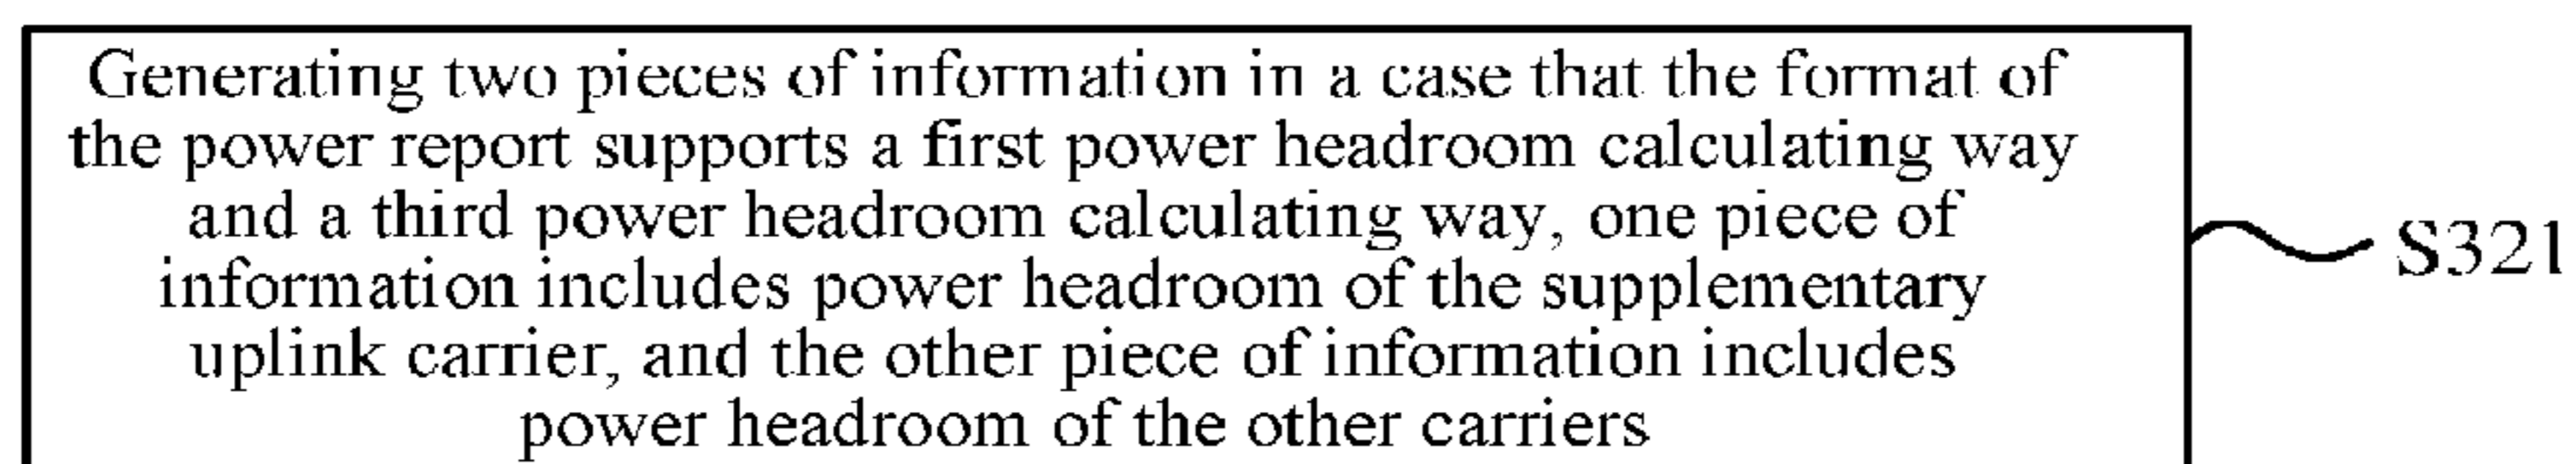 Generating two pieces of information in a case that the format of
the power report supports a first power headroom calculating way
and a third power headroom calculating way, one piece of
information includes power headroom of the supplementary
uplink carrier, and the other piece of information includes
power headroom of the other carriers
S321